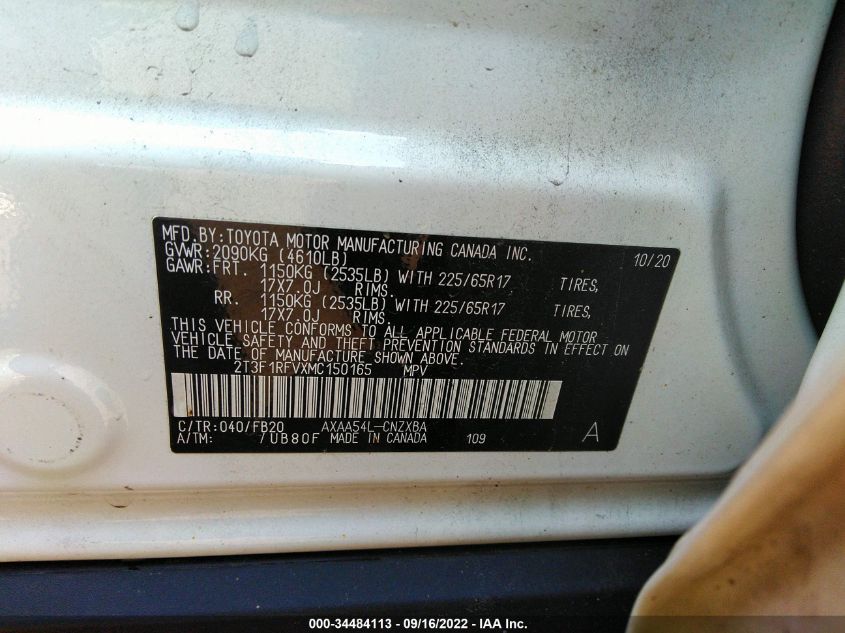 MFD. BY: TOYOTA MOTOR MANUFACTURING CANADA INC. 10/20
GVWR: 2090KG (4610LB)
GAWR: FRT. 1150KG (2535LB) WITH 225/65R17 TIRES,
17X7.0J RIMS.
RR. 1150KG (2535LB) WITH 225/65R17 TIRES,
17X7.0J RIMS.
THIS VEHICLE CONFORMS TO ALL APPLICABLE FEDERAL MOTOR
VEHICLE SAFETY AND THEFT PREVENTION STANDARDS IN EFFECT ON
THE DATE OF MANUFACTURE SHOWN ABOVE.
2T3F1RFVXMC150165 MPV
C/TR: 040/FB20 AXAA54L-CNZXBA
A/TM: /UB80F MADE IN CANADA 109 A
000-34484113 - 09/16/2022 - IAA Inc.